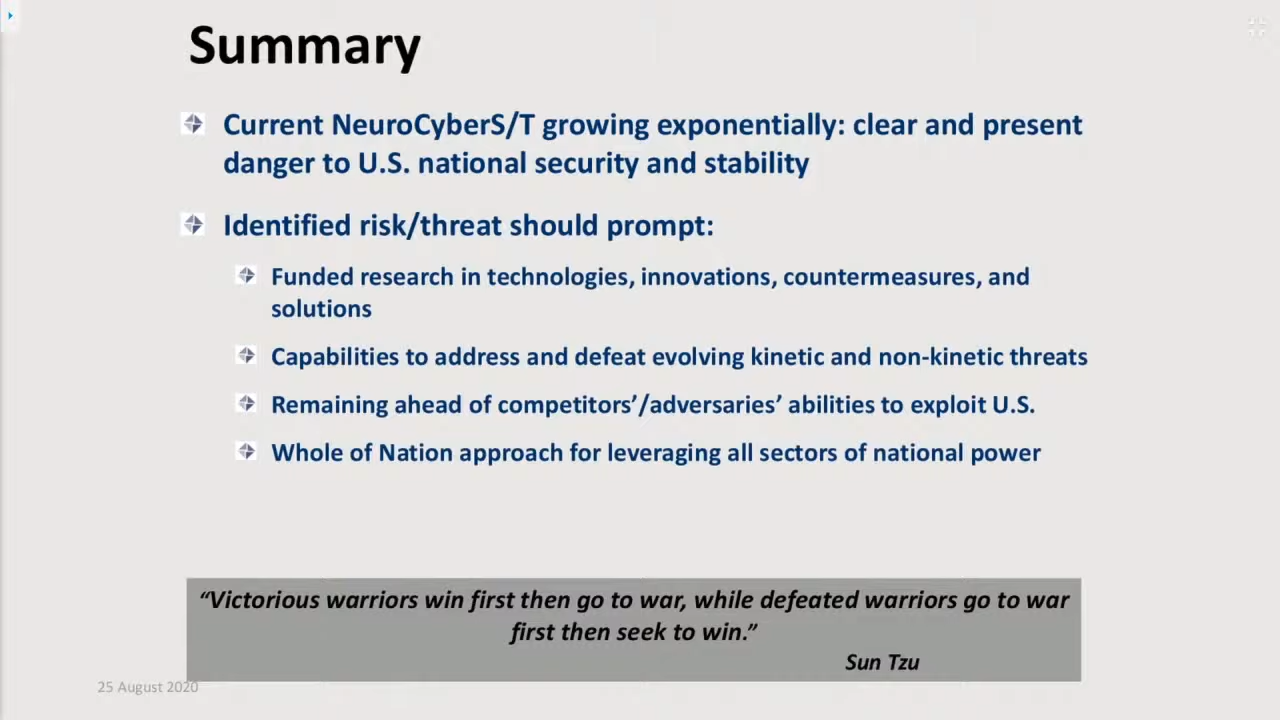 Summary
Current NeuroCyberS/T growing exponentially: clear and present
danger to U.S. national security and stability
Identified risk/threat should prompt:
Funded research in technologies, innovations, countermeasures, and
solutions
Capabilities to address and defeat evolving kinetic and non-kinetic threats
Remaining ahead of competitors’/adversaries’ abilities to exploit U.S.
Whole of Nation approach for leveraging all sectors of national power
“Victorious warriors win first then go to war, while defeated warriors go to war
first then seek to win.”
Sun Tzu
25 August 2020